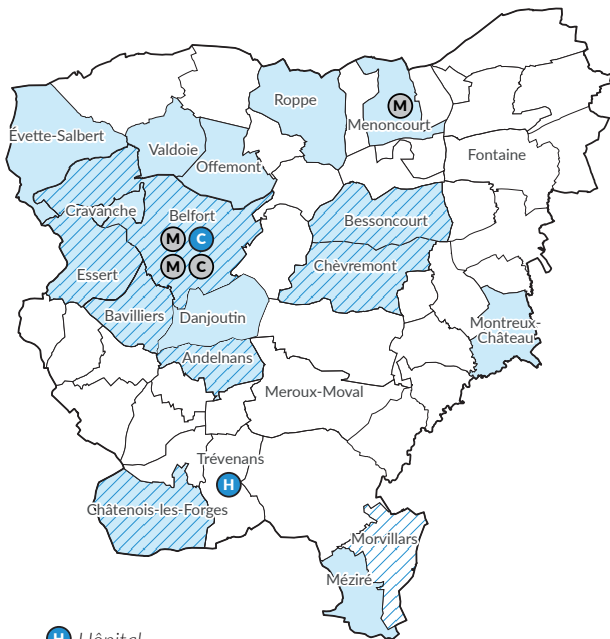 Roppe
M
Menoncourt
Évette-Salbert
Valdoie
Offemont
Fontaine
Cravanche
Belfort
Bessoncourt
M C
M C
Essert
Chèvremont
Bavilliers
Danjoutin
Montreux-
Château
Andelnans
Meroux-Moval
Trévenans
H
Châtenois-les-Forges
Morvillars
Méziré
H Hôpital